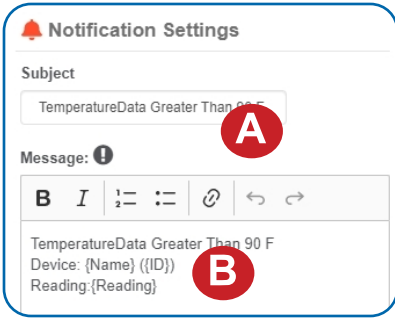 Notification Settings
Subject
TemperatureData Greater Than 90 F
A
Message:
B I
TemperatureData Greater Than 90 F
Device: {Name} ({ID})
Reading:{Reading}
B